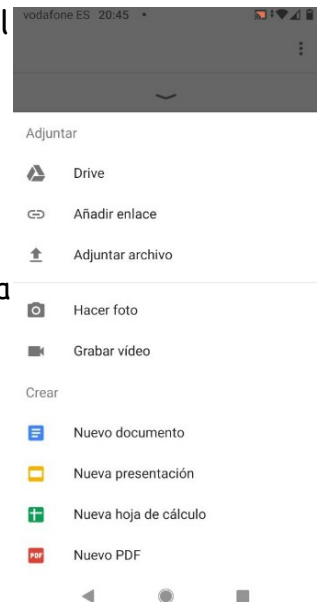 l
vodafone ES 20:45
Adjuntar
Drive
Añadir enlace
Adjuntar archivo
a
Hacer foto
Grabar vídeo
Crear
Nuevo documento
Nueva presentación
Nueva hoja de cálculo
PDF Nuevo PDF